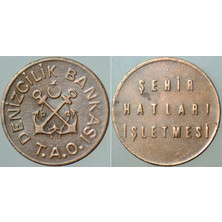 DENİZCİLİK BANKASI
T.A.O.
ŞEHİR
HATLARI
İŞLETMESİ